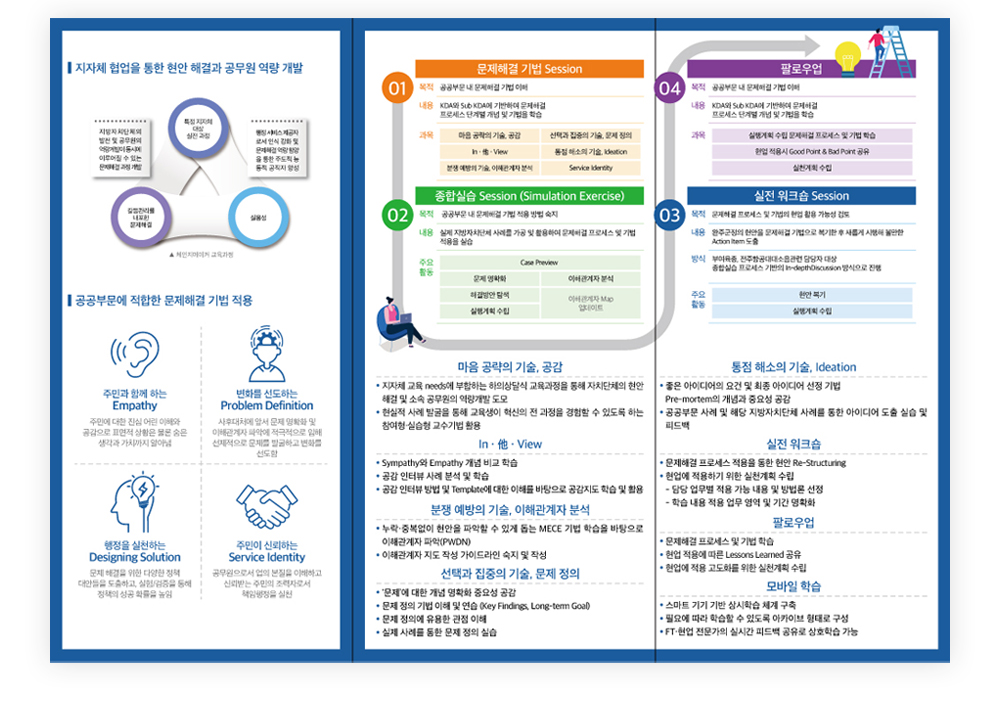 지자체 협업을 통한 현안 해결과 공무원 역량 개발
특정 지자체
대상
실전 과정
지방자치단체의
발전 및 공무원의
역량개발이 동시에
이루어질 수 있는
문제해결 과정 개발
행정 서비스 제공자
로서 인식 강화 및
문제해결 역량 향상
을 통한 주도적 능
동적 공직자 양성
갈등관리를
내포한
문제해결
실용성
▲ 체인지메이커 교육과정
공공부문에 적합한 문제해결 기법 적용
주민과 함께 하는
Empathy
주민에 대한 진심 어린 이해와
공감으로 표면적 상황은 물론 숨은
생각과 가치까지 알아냄
변화를 선도하는
Problem Definition
사후대처에 앞서 문제 명확화 및
이해관계자 파악에 적극적으로 임해
선제적으로 문제를 발굴하고 변화를
선도함
행정을 실천하는
Designing Solution
문제 해결을 위한 다양한 정책
대안들을 도출하고, 실험/검증을 통해
정책의 성공 확률을 높임
주민이 신뢰하는
Service Identity
공무원으로서 업의 본질을 이해하고
신뢰받는 주민의 조력자로서
책임행정을 실천
문제해결 기법 Session
01
목적 공공부문 내 문제해결 기법 이해
내용 KDA와 Sub KDA에 기반하여 문제해결
프로세스 단계별 개념 및 기법을 학습
과목 마음 공략의 기술, 공감 선택과 집중의 기술, 문제 정의
In · 他 · View 통점 해소의 기술, Ideation
분쟁 예방의 기술, 이해관계자 분석 Service Identity
종합실습 Session (Simulation Exercise)
02
목적 공공부문 내 문제해결 기법 적용 방법 숙지
내용 실제 지방자치단체 사례를 가공 및 활용하여 문제해결 프로세스 및 기법
적용을 실습
주요
활동
Case Preview
문제 명확화 이해관계자 분석
해결방안 탐색 이해관계자 Map
업데이트
실행계획 수립
팔로우업
04
목적 공공부문 내 문제해결 기법 이해
내용 KDA와 Sub KDA에 기반하여 문제해결
프로세스 단계별 개념 및 기법을 학습
과목 실행계획 수립 문제해결 프로세스 및 기법 학습
현업 적용시 Good Point & Bad Point 공유
실천계획 수립
실전 워크숍 Session
03
목적 문제해결 프로세스 및 기법의 현업 활용 가능성 검토
내용 완주군청의 현안을 문제해결 기법으로 복기한 후 새롭게 시행해 볼만한
Action Item 도출
방식 부여육종, 전주항공대대소음관련 담당자 대상
종합실습 프로세스 기반의 In-depthDiscussion 방식으로 진행
주요
활동
현안 복기
실행계획 수립
마음 공략의 기술, 공감
• 지자체 교육 needs에 부합하는 하의상달식 교육과정을 통해 자치단체의 현안
해결 및 소속 공무원의 역량개발 도모
• 현실적 사례 발굴을 통해 교육생이 혁신의 전 과정을 경험할 수 있도록 하는
참여형·실습형 교수기법 활용
In · 他 · View
• Sympathy와 Empathy 개념 비교 학습
• 공감 인터뷰 사례 분석 및 학습
• 공감 인터뷰 방법 및 Template에 대한 이해를 바탕으로 공감지도 학습 및 활용
분쟁 예방의 기술, 이해관계자 분석
• 누락·중복없이 현안을 파악할 수 있게 돕는 MECE 기법 학습을 바탕으로
이해관계자 파악(PWDN)
• 이해관계자 지도 작성 가이드라인 숙지 및 작성
선택과 집중의 기술, 문제 정의
• '문제'에 대한 개념 명확화 중요성 공감
• 문제 정의 기법 이해 및 연습 (Key Findings, Long-term Goal)
• 문제 정의에 유용한 관점 이해
• 실제 사례를 통한 문제 정의 실습
통점 해소의 기술, Ideation
• 좋은 아이디어의 요건 및 최종 아이디어 선정 기법
Pre-mortem의 개념과 중요성 공감
• 공공부문 사례 및 해당 지방자치단체 사례를 통한 아이디어 도출 실습 및
피드백
실전 워크숍
• 문제해결 프로세스 적용을 통한 현안 Re-Structuring
• 현업에 적용하기 위한 실천계획 수립
- 담당 업무별 적용 가능 내용 및 방법론 선정
- 학습 내용 적용 업무 영역 및 기간 명확화
팔로우업
• 문제해결 프로세스 및 기법 학습
• 현업 적용에 따른 Lessons Learned 공유
• 현업에 적용 고도화를 위한 실천계획 수립
모바일 학습
• 스마트 기기 기반 상시학습 체계 구축
• 필요에 따라 학습할 수 있도록 아카이브 형태로 구성
• FT·현업 전문가의 실시간 피드백 공유로 상호학습 가능